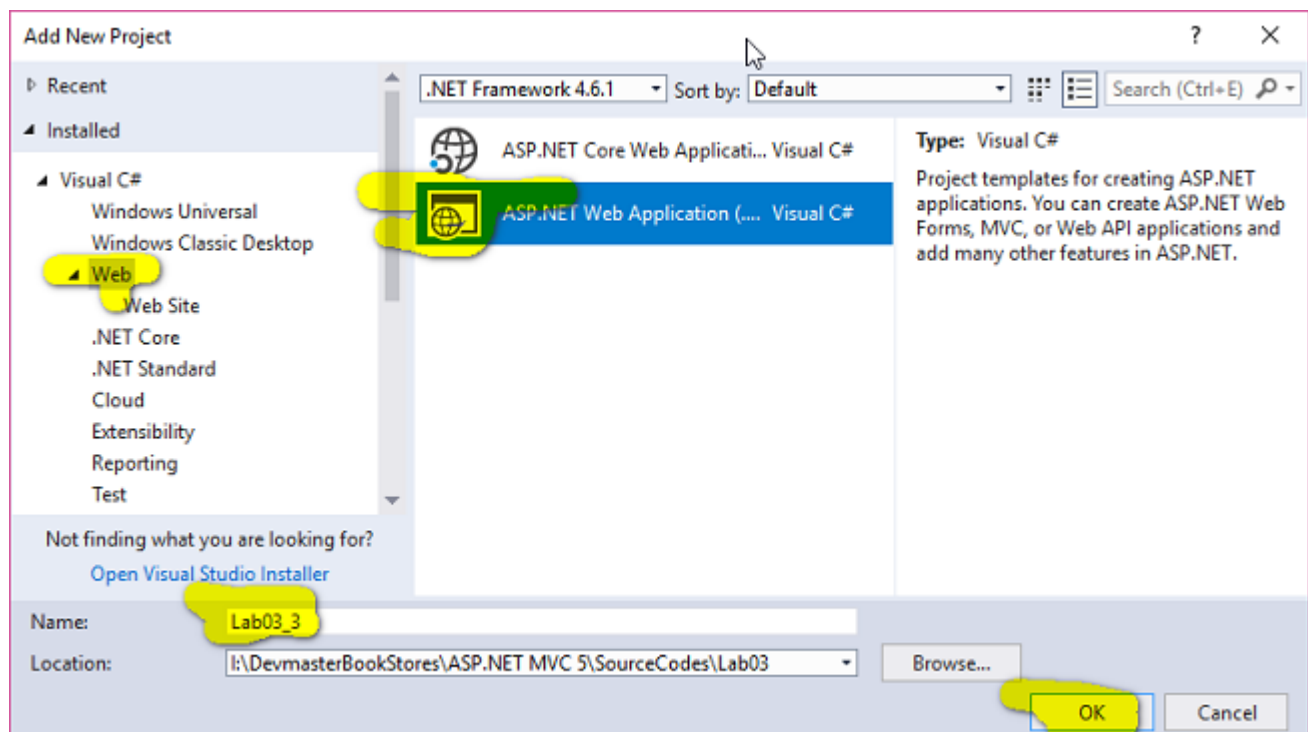 Add New Project
Recent
Installed
Visual C#
Windows Universal
Windows Classic Desktop
Web
Web Site
.NET Core
.NET Standard
Cloud
Extensibility
Reporting
Test
Not finding what you are looking for?
Open Visual Studio Installer
.NET Framework 4.6.1 Sort by: Default Search (Ctrl+E)
ASP.NET Core Web Applicati... Visual C#
ASP.NET Web Application (.... Visual C#
Type: Visual C#
Project templates for creating ASP.NET
applications. You can create ASP.NET Web
Forms, MVC, or Web API applications and
add many other features in ASP.NET.
Name: Lab03_3
Location: I:\DevmasterBookStores\ASP.NET MVC 5\SourceCodes\Lab03 Browse...
OK Cancel